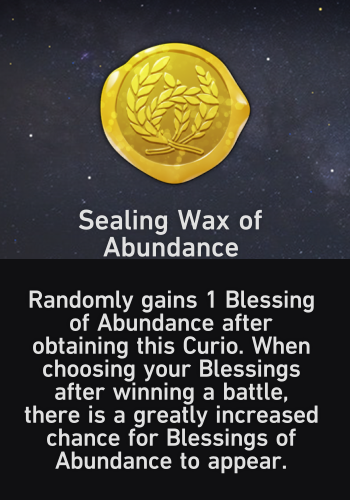 Sealing Wax of
Abundance
Randomly gains 1 Blessing
of Abundance after
obtaining this Curio. When
choosing your Blessings
after winning a battle,
there is a greatly increased
chance for Blessings of
Abundance to appear.